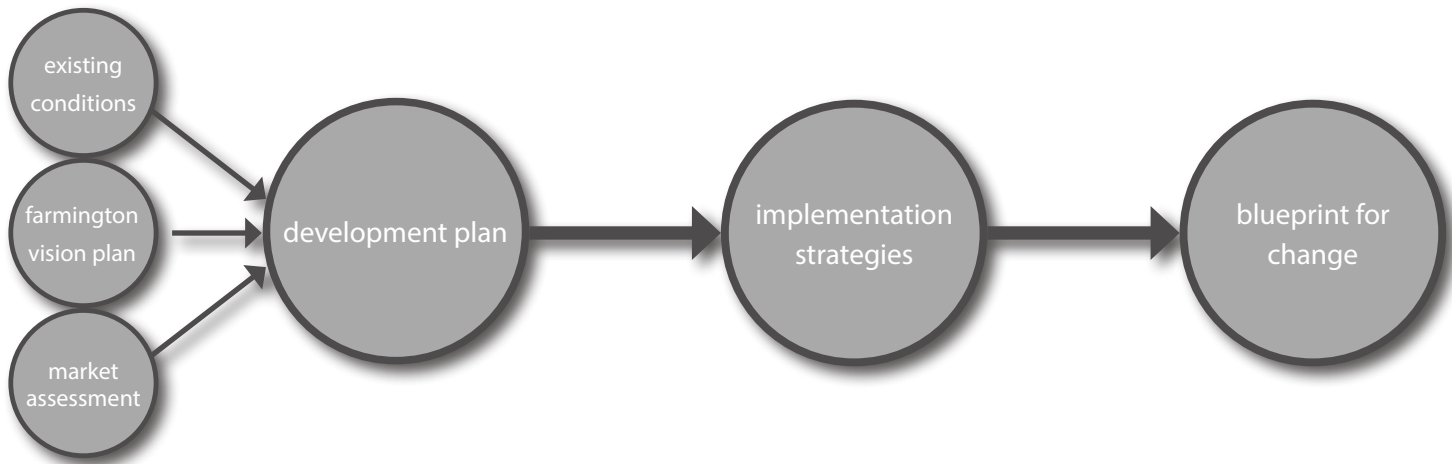 existing
conditions
farmington
vision plan
market
assessment
development plan
implementation
strategies
blueprint for
change